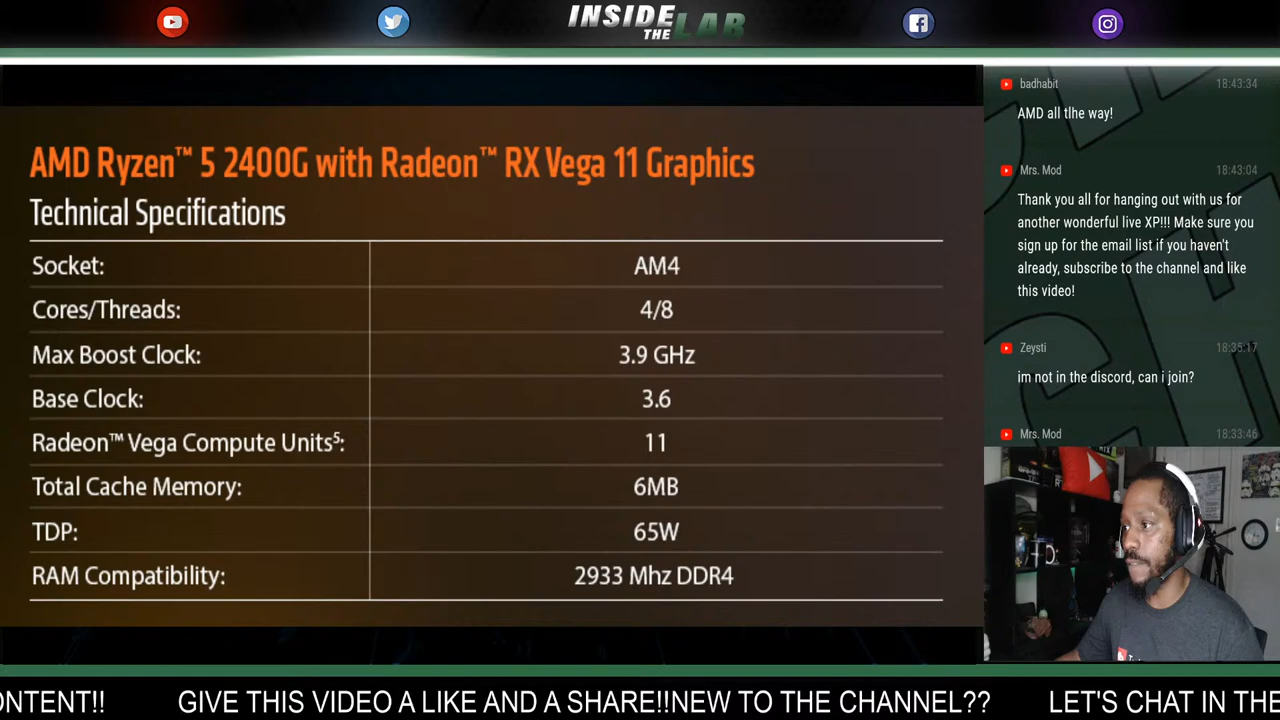 INSIDE
THE LAB
AMD Ryzen™ 5 2400G with Radeon™ RX Vega 11 Graphics
Technical Specifications
Socket: AM4
Cores/Threads: 4/8
Max Boost Clock: 3.9 GHz
Base Clock: 3.6
Radeon™ Vega Compute Units⁵: 11
Total Cache Memory: 6MB
TDP: 65W
RAM Compatibility: 2933 Mhz DDR4
badhabit 18:43:34
AMD all tlhe way!
Mrs. Mod 18:43:04
Thank you all for hanging out with us for
another wonderful live XP!!! Make sure you
sign up for the email list if you haven't
already, subscribe to the channel and like
this video!
Zeysti 18:35:17
im not in the discord, can i join?
Mrs. Mod 18:33:46
ONTENT!! GIVE THIS VIDEO A LIKE AND A SHARE!!NEW TO THE CHANNEL?? LET'S CHAT IN THE